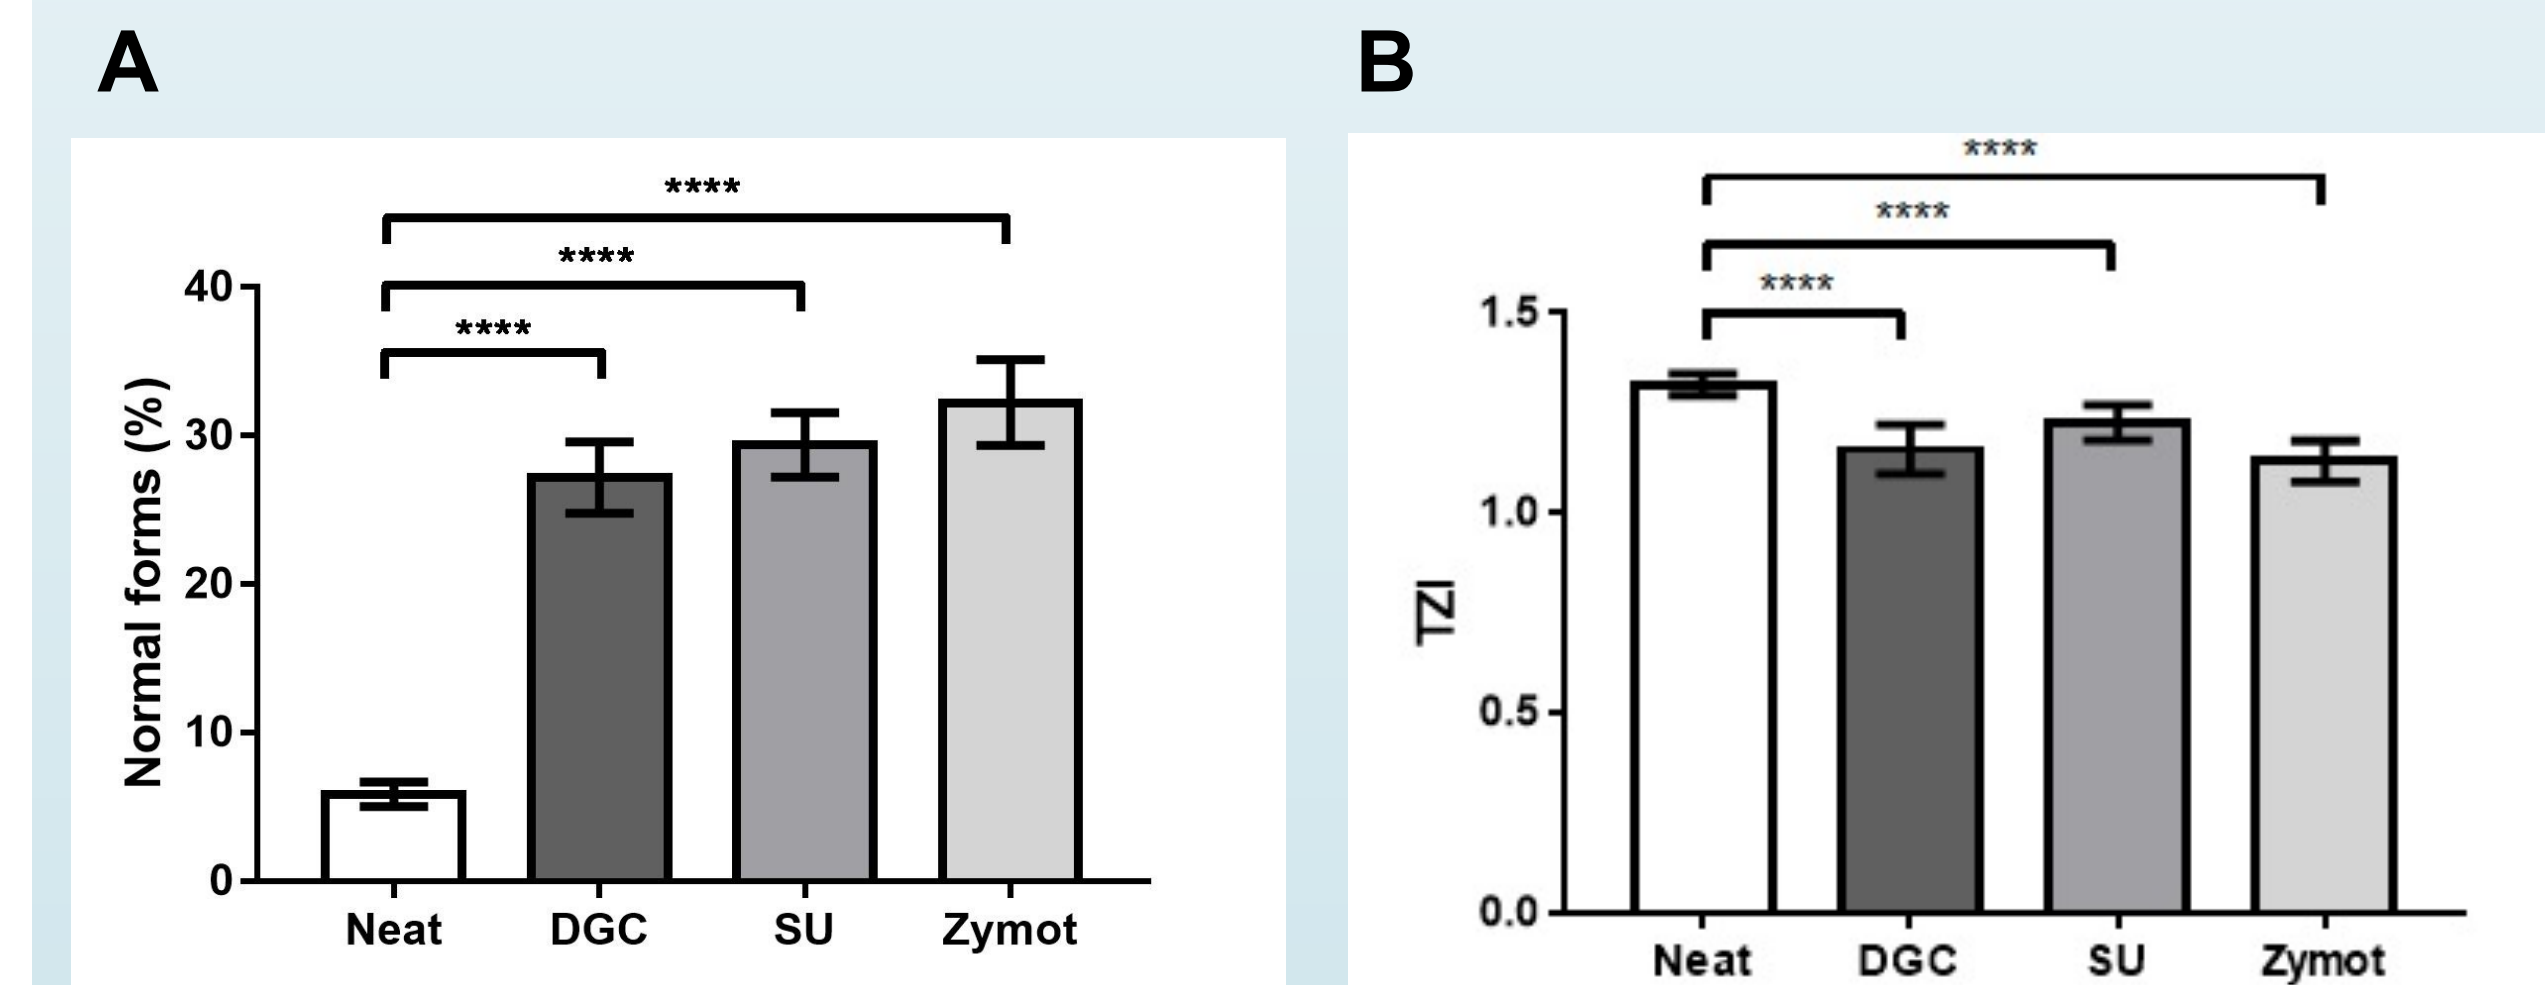 A
B
****
****
****
40
30
20
10
0
Normal forms (%)
Neat DGC SU Zymot
****
****
****
1.5
1.0
0.5
0.0
TZI
Neat DGC SU Zymot